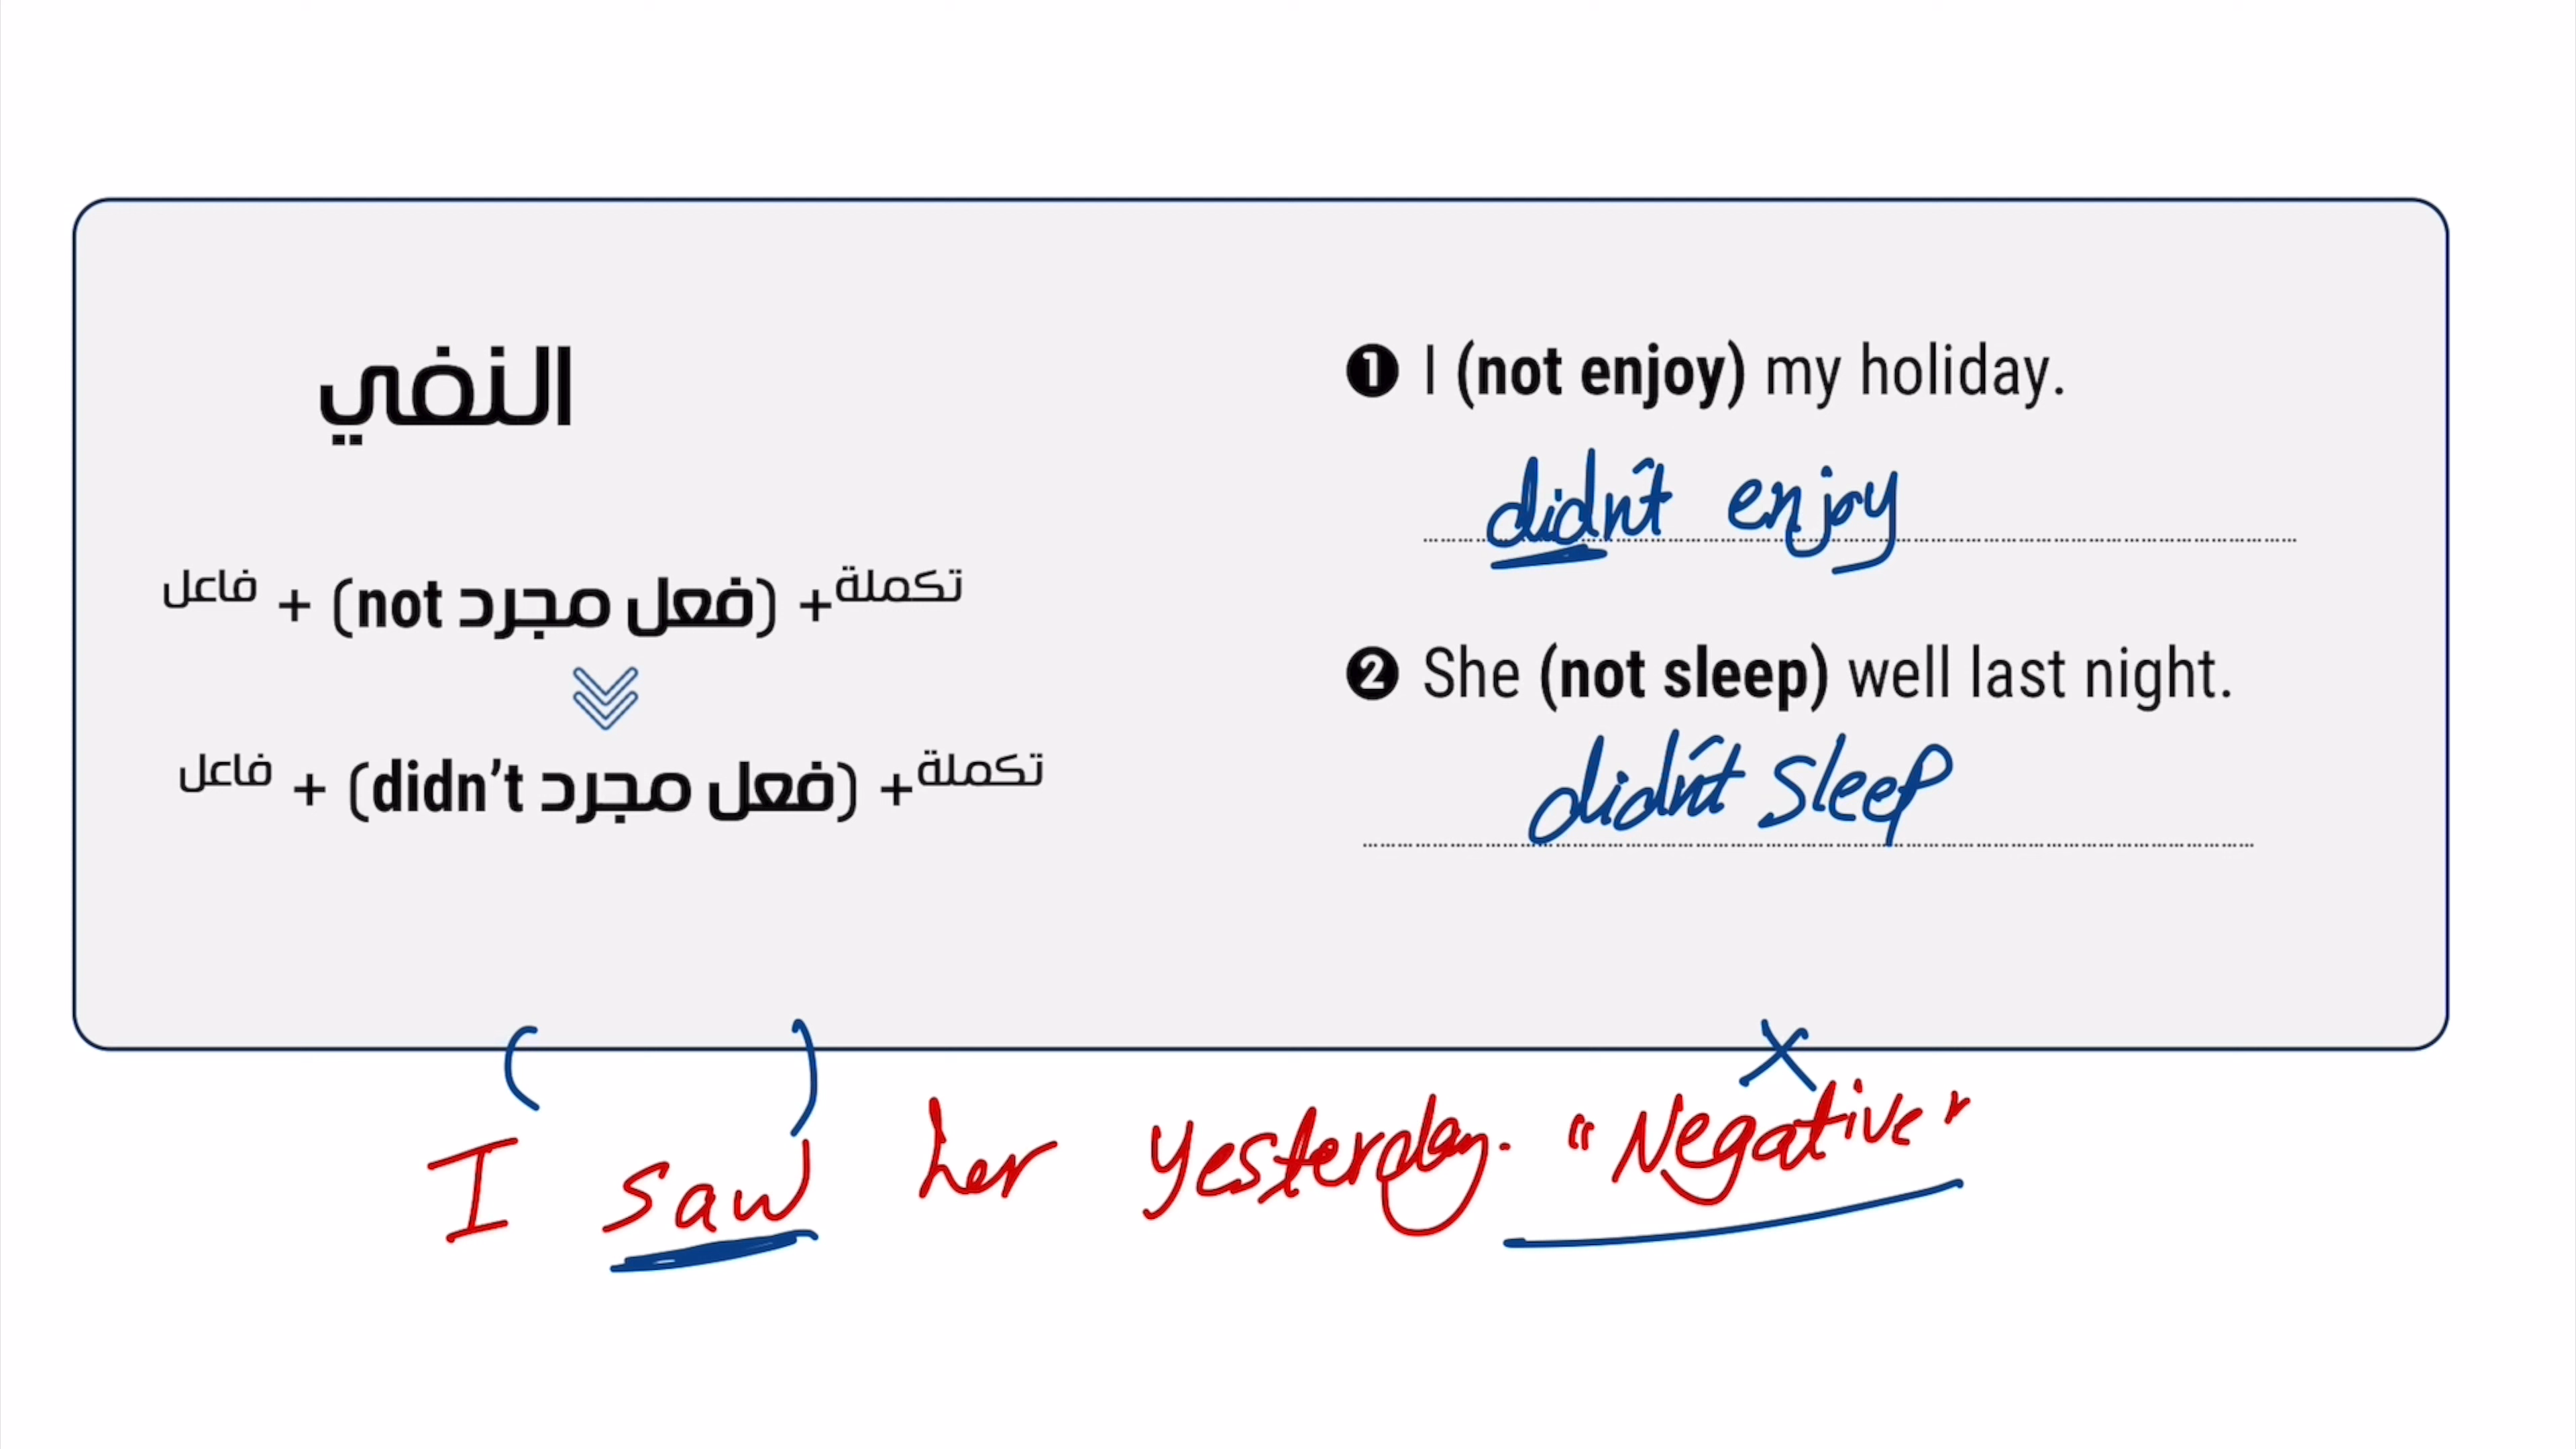 النفي
فاعل + (not فعل مجرد) + تكملة
فاعل + (didn't فعل مجرد) + تكملة
❶ I (not enjoy) my holiday.
didn't enjoy
❷ She (not sleep) well last night.
didn't sleep
I saw her yesterday. "Negative"